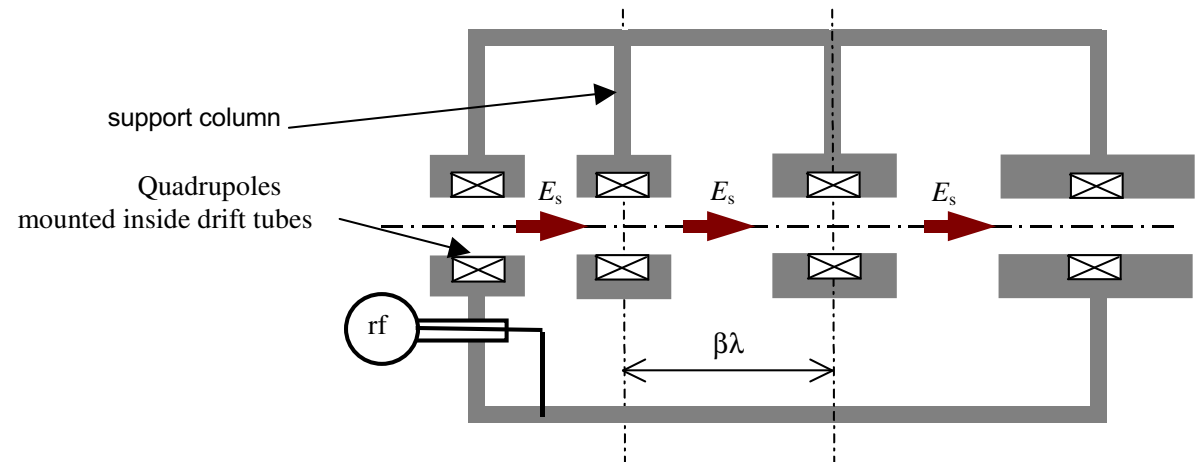 support column
Quadrupoles
mounted inside drift tubes
Es
Es
Es
rf
βλ